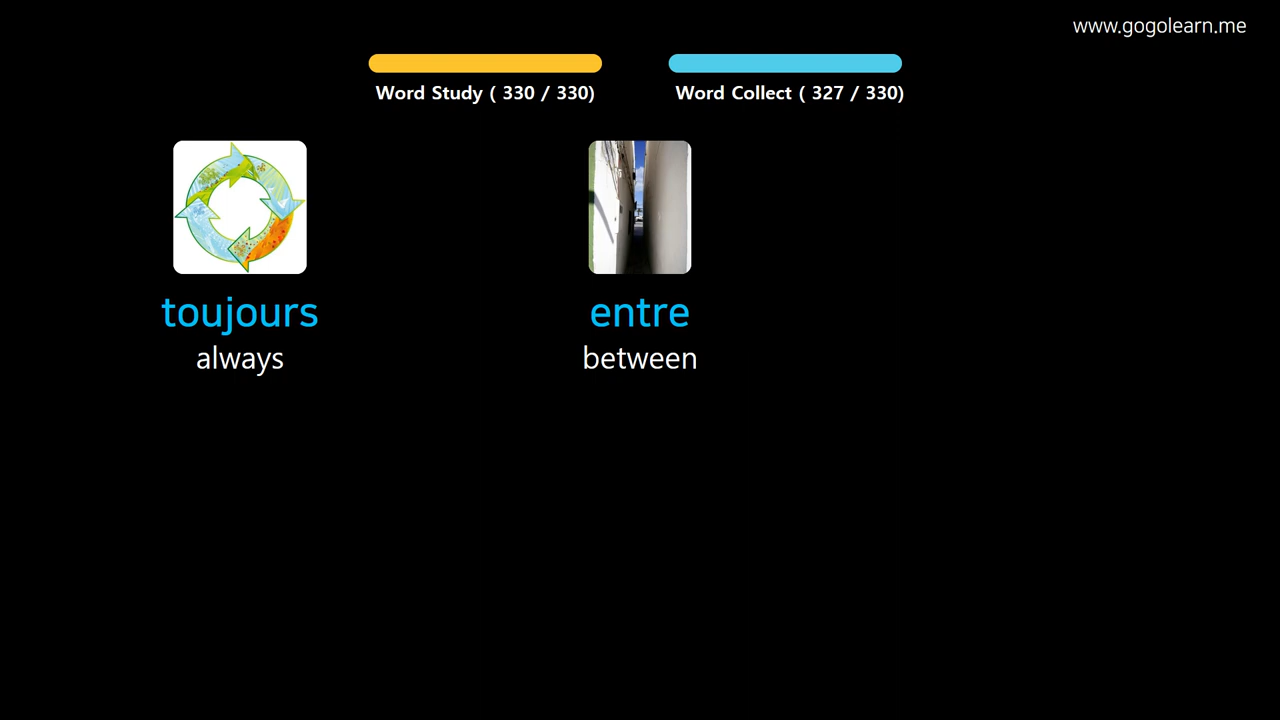 www.gogolearn.me
Word Study ( 330 / 330)
Word Collect ( 327 / 330)
toujours
always
entre
between